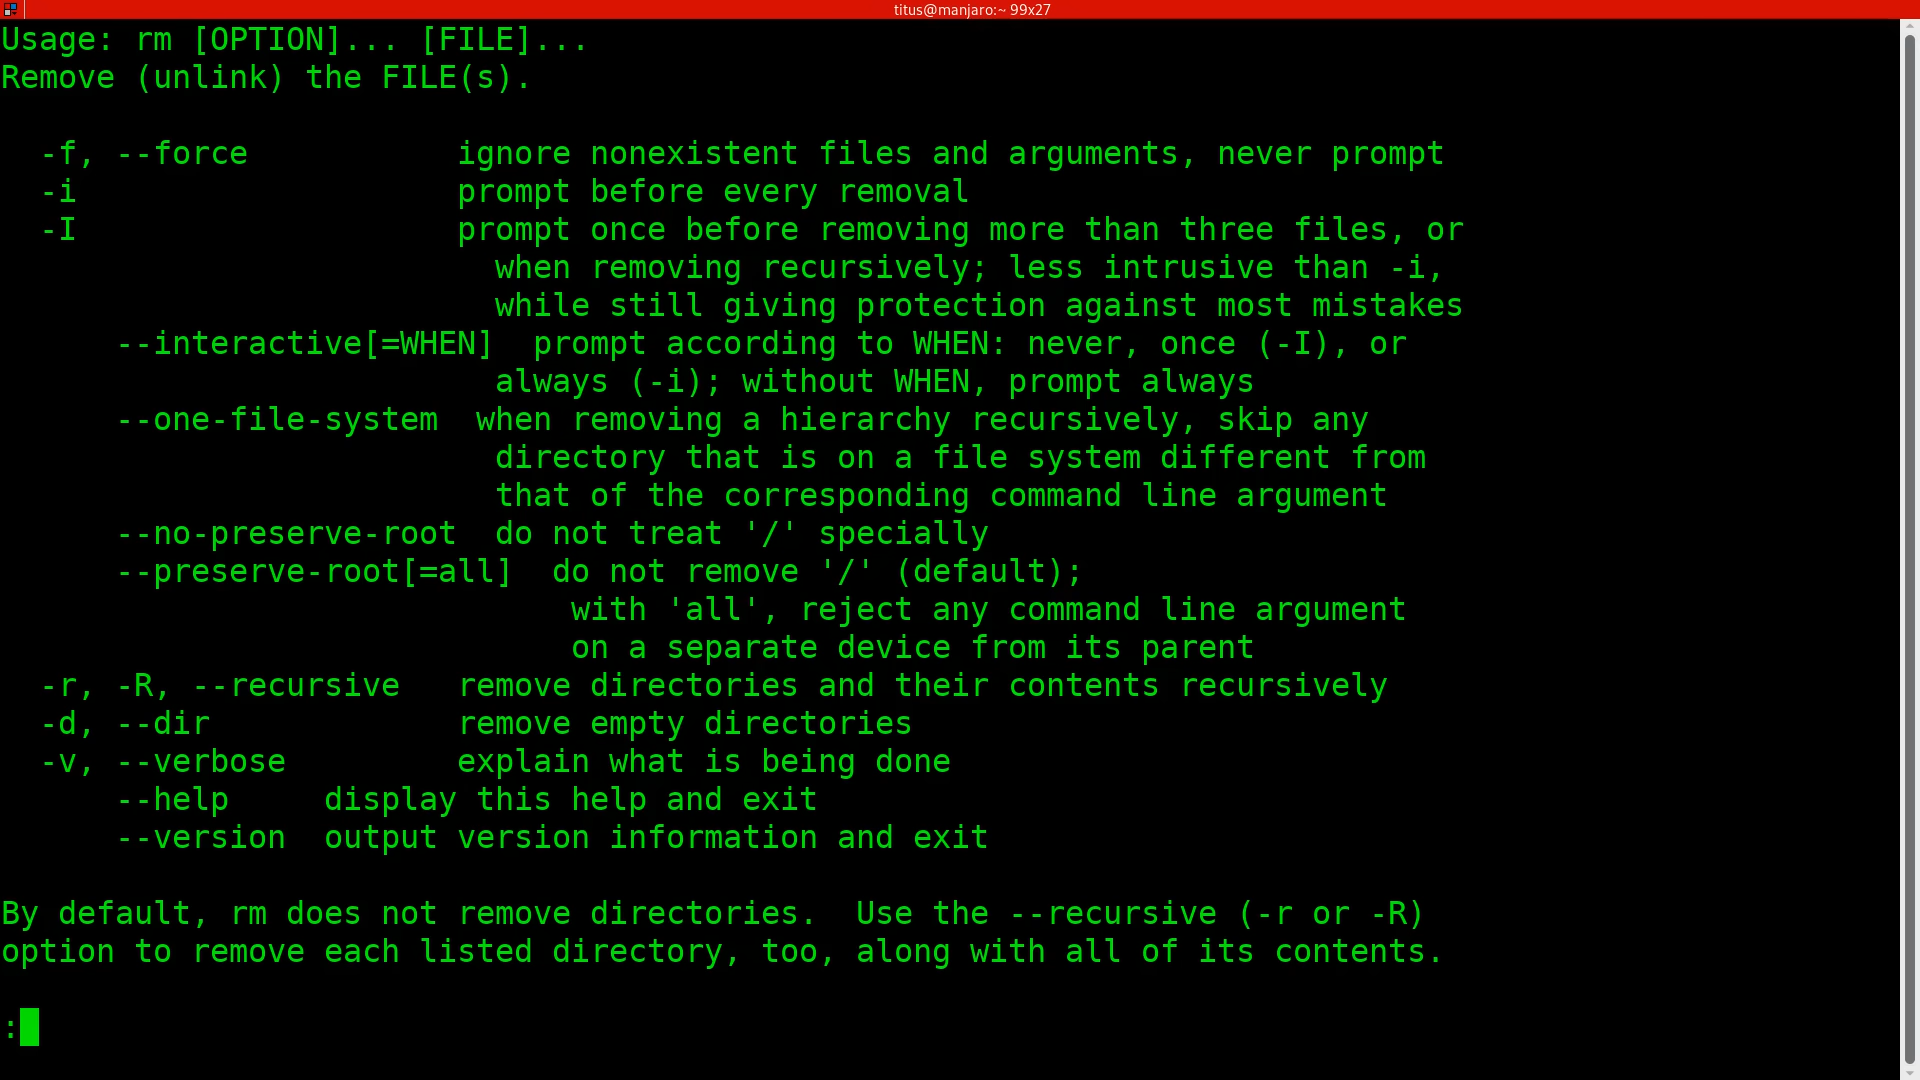 titus@manjaro:~ 99x27
Usage: rm [OPTION]... [FILE]...
Remove (unlink) the FILE(s).

  -f, --force           ignore nonexistent files and arguments, never prompt
  -i                    prompt before every removal
  -I                    prompt once before removing more than three files, or
                          when removing recursively; less intrusive than -i,
                          while still giving protection against most mistakes
      --interactive[=WHEN]  prompt according to WHEN: never, once (-I), or
                          always (-i); without WHEN, prompt always
      --one-file-system  when removing a hierarchy recursively, skip any
                          directory that is on a file system different from
                          that of the corresponding command line argument
      --no-preserve-root  do not treat '/' specially
      --preserve-root[=all]  do not remove '/' (default);
                              with 'all', reject any command line argument
                              on a separate device from its parent
  -r, -R, --recursive   remove directories and their contents recursively
  -d, --dir             remove empty directories
  -v, --verbose         explain what is being done
      --help     display this help and exit
      --version  output version information and exit

By default, rm does not remove directories.  Use the --recursive (-r or -R)
option to remove each listed directory, too, along with all of its contents.

: